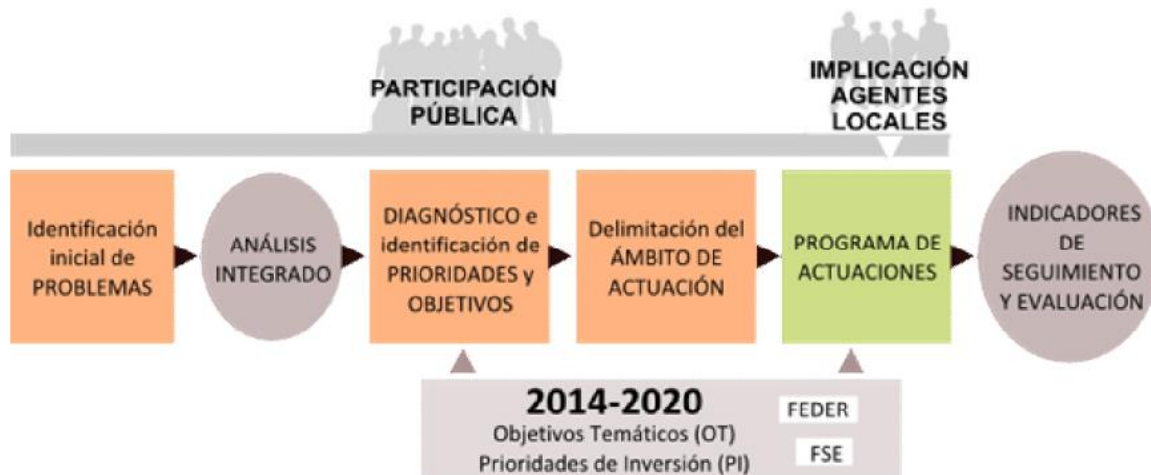 PARTICIPACIÓN
PÚBLICA
IMPLICACIÓN
AGENTES
LOCALES
Identificación
inicial de
PROBLEMAS
ANÁLISIS
INTEGRADO
DIAGNÓSTICO e
identificación de
PRIORIDADES y
OBJETIVOS
Delimitación del
ÁMBITO DE
ACTUACIÓN
PROGRAMA DE
ACTUACIONES
INDICADORES
DE
SEGUIMIENTO
Y EVALUACIÓN
2014-2020
Objetivos Temáticos (OT)
Prioridades de Inversión (PI)
FEDER
FSE